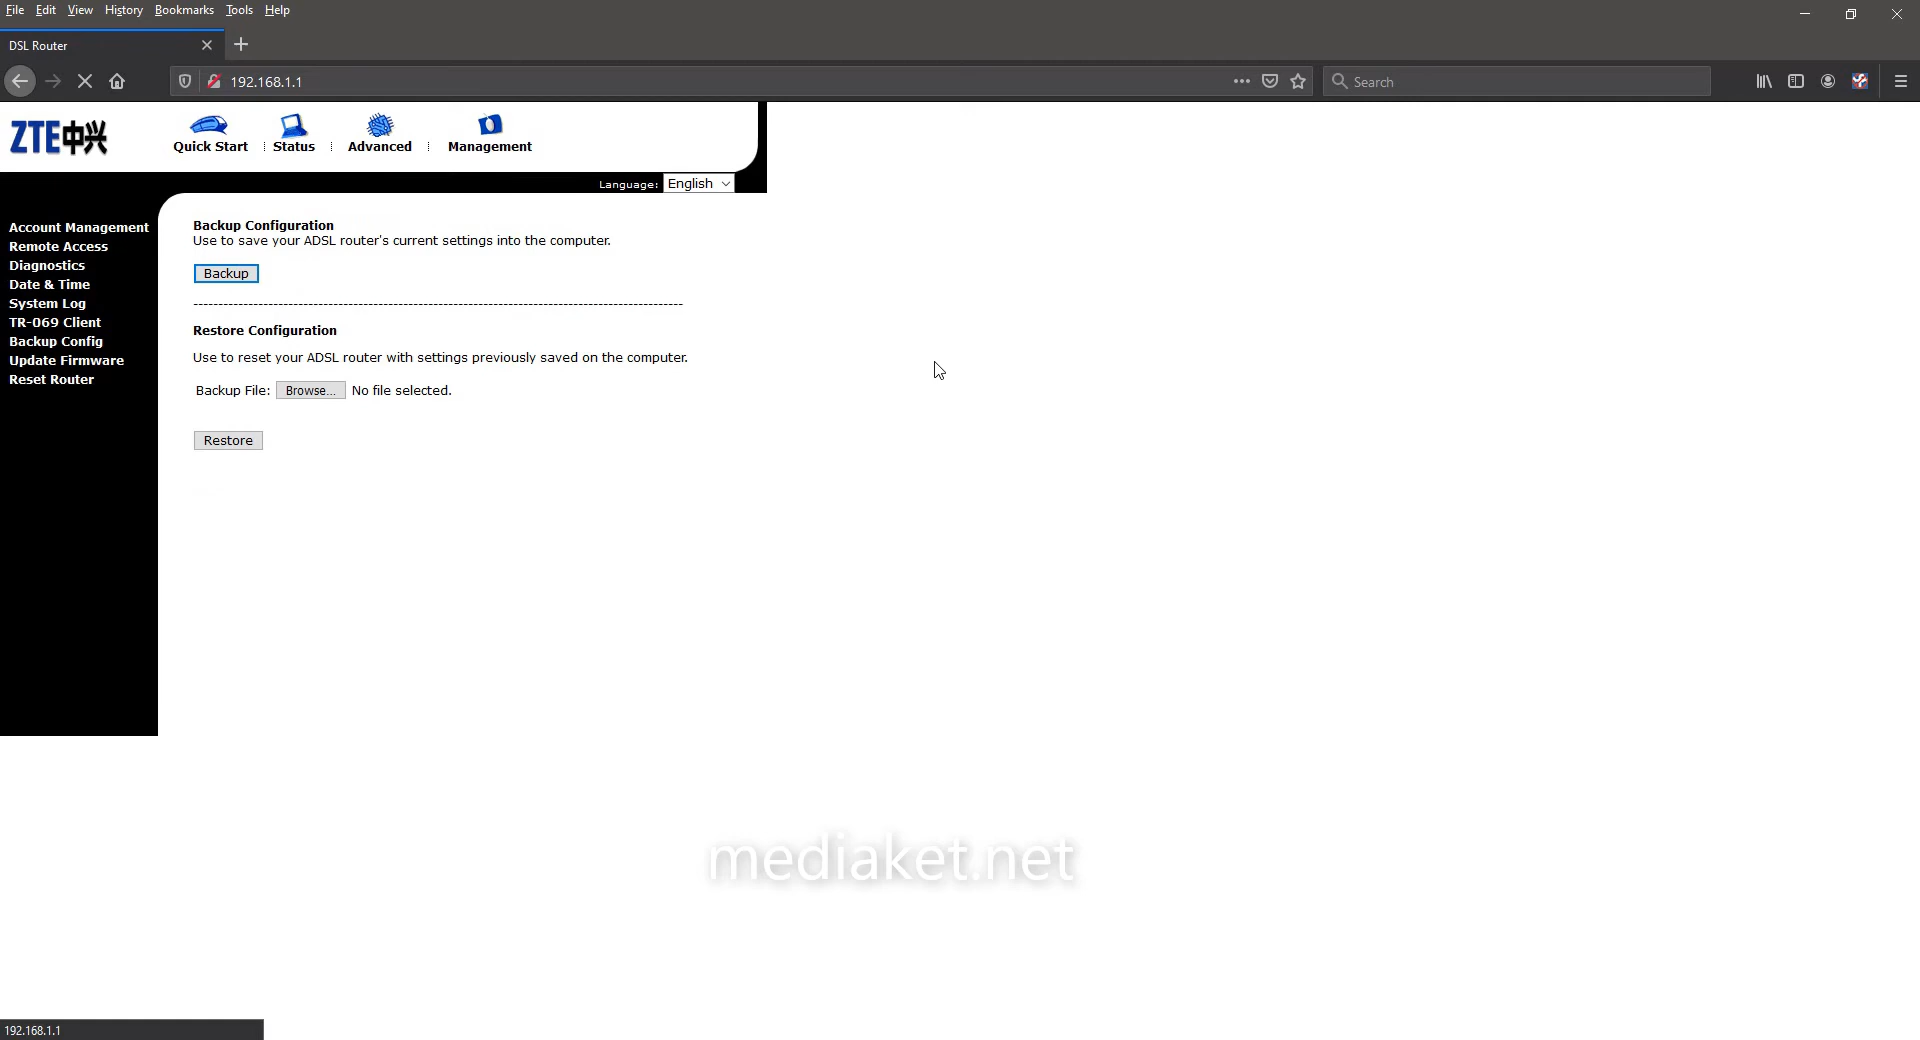 File Edit View History Bookmarks Tools Help
DSL Router
192.168.1.1
Search
ZTE中兴
Quick Start Status Advanced Management
Language: English
Account Management
Remote Access
Diagnostics
Date & Time
System Log
TR-069 Client
Backup Config
Update Firmware
Reset Router
Backup Configuration
Use to save your ADSL router's current settings into the computer.
Backup
--------------------------------------------------------------------------------------------------
Restore Configuration
Use to reset your ADSL router with settings previously saved on the computer.
Backup File: Browse... No file selected.
Restore
mediaket.net
192.168.1.1